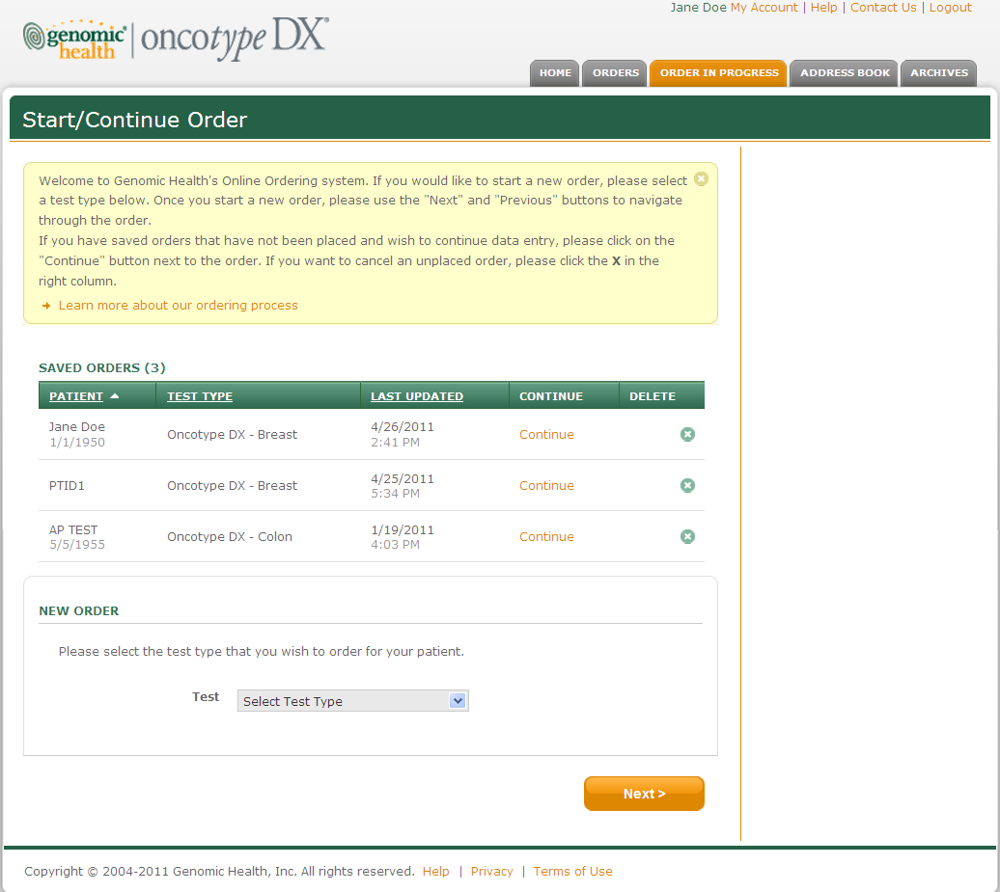 Jane Doe My Account | Help | Contact Us | Logout
genomic health | oncotype DX®
HOME ORDERS ORDER IN PROGRESS ADDRESS BOOK ARCHIVES
Start/Continue Order
Welcome to Genomic Health's Online Ordering system. If you would like to start a new order, please select
a test type below. Once you start a new order, please use the "Next" and "Previous" buttons to navigate
through the order.
If you have saved orders that have not been placed and wish to continue data entry, please click on the
"Continue" button next to the order. If you want to cancel an unplaced order, please click the X in the
right column.
Learn more about our ordering process
SAVED ORDERS (3)
PATIENT TEST TYPE LAST UPDATED CONTINUE DELETE
Jane Doe
1/1/1950
Oncotype DX - Breast
4/26/2011
2:41 PM
Continue
PTID1
Oncotype DX - Breast
4/25/2011
5:34 PM
Continue
AP TEST
5/5/1955
Oncotype DX - Colon
1/19/2011
4:03 PM
Continue
NEW ORDER
Please select the test type that you wish to order for your patient.
Test Select Test Type
Next >
Copyright © 2004-2011 Genomic Health, Inc. All rights reserved. Help | Privacy | Terms of Use